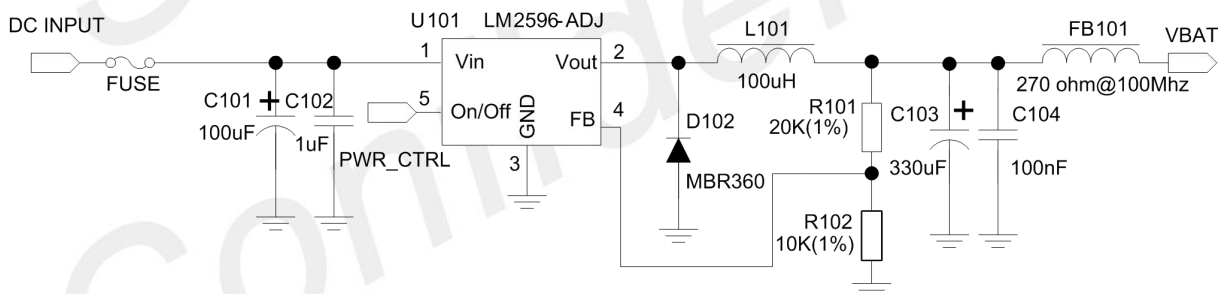 DC INPUT
FUSE
C101
100uF
C102
1uF
U101 LM2596-ADJ
1
Vin
Vout
2
5
On/Off
GND
FB
4
3
PWR_CTRL
D102
MBR360
L101
100uH
R101
20K(1%)
R102
10K(1%)
C103
330uF
C104
100nF
FB101
270 ohm@100Mhz
VBAT